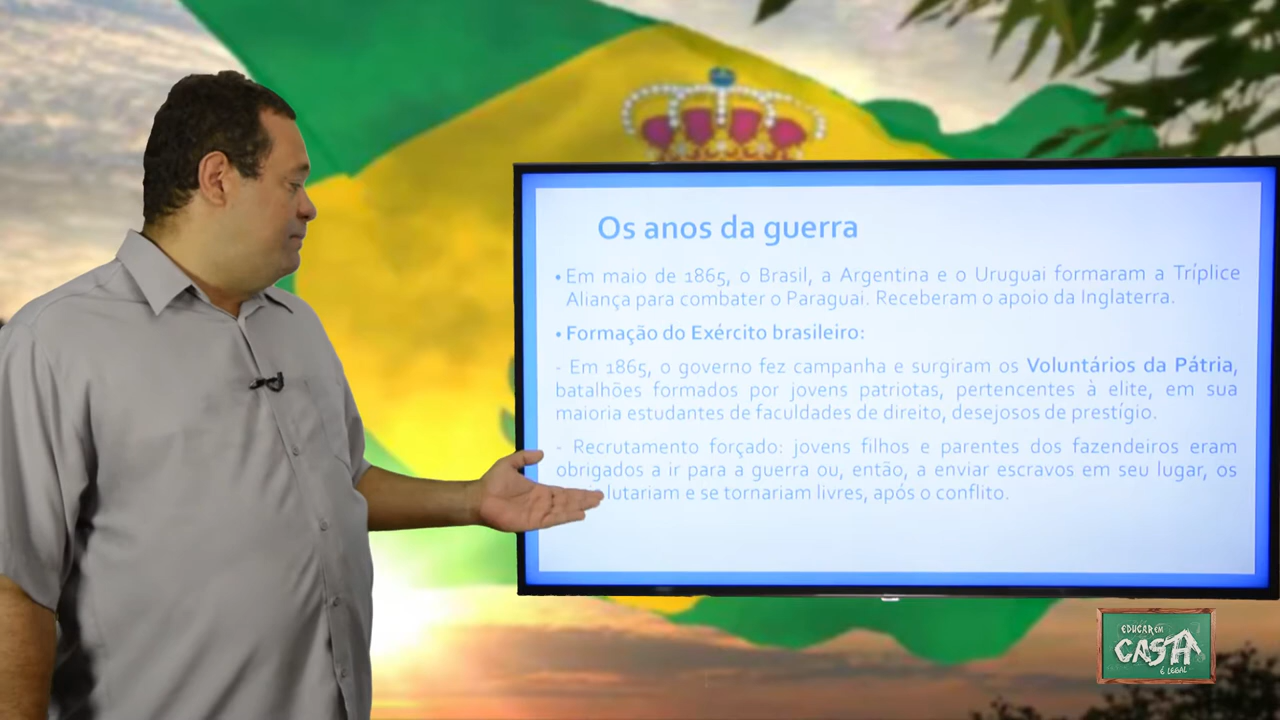 Os anos da guerra
• Em maio de 1865, o Brasil, a Argentina e o Uruguai formaram a Tríplice
Aliança para combater o Paraguai. Receberam o apoio da Inglaterra.
• Formação do Exército brasileiro:
- Em 1865, o governo fez campanha e surgiram os Voluntários da Pátria,
batalhões formados por jovens patriotas, pertencentes à elite, em sua
maioria estudantes de faculdades de direito, desejosos de prestígio.
- Recrutamento forçado: jovens filhos e parentes dos fazendeiros eram
obrigados a ir para a guerra ou, então, a enviar escravos em seu lugar, os
lutariam e se tornariam livres, após o conflito.
EDUCAR EM
CASA
É LEGAL